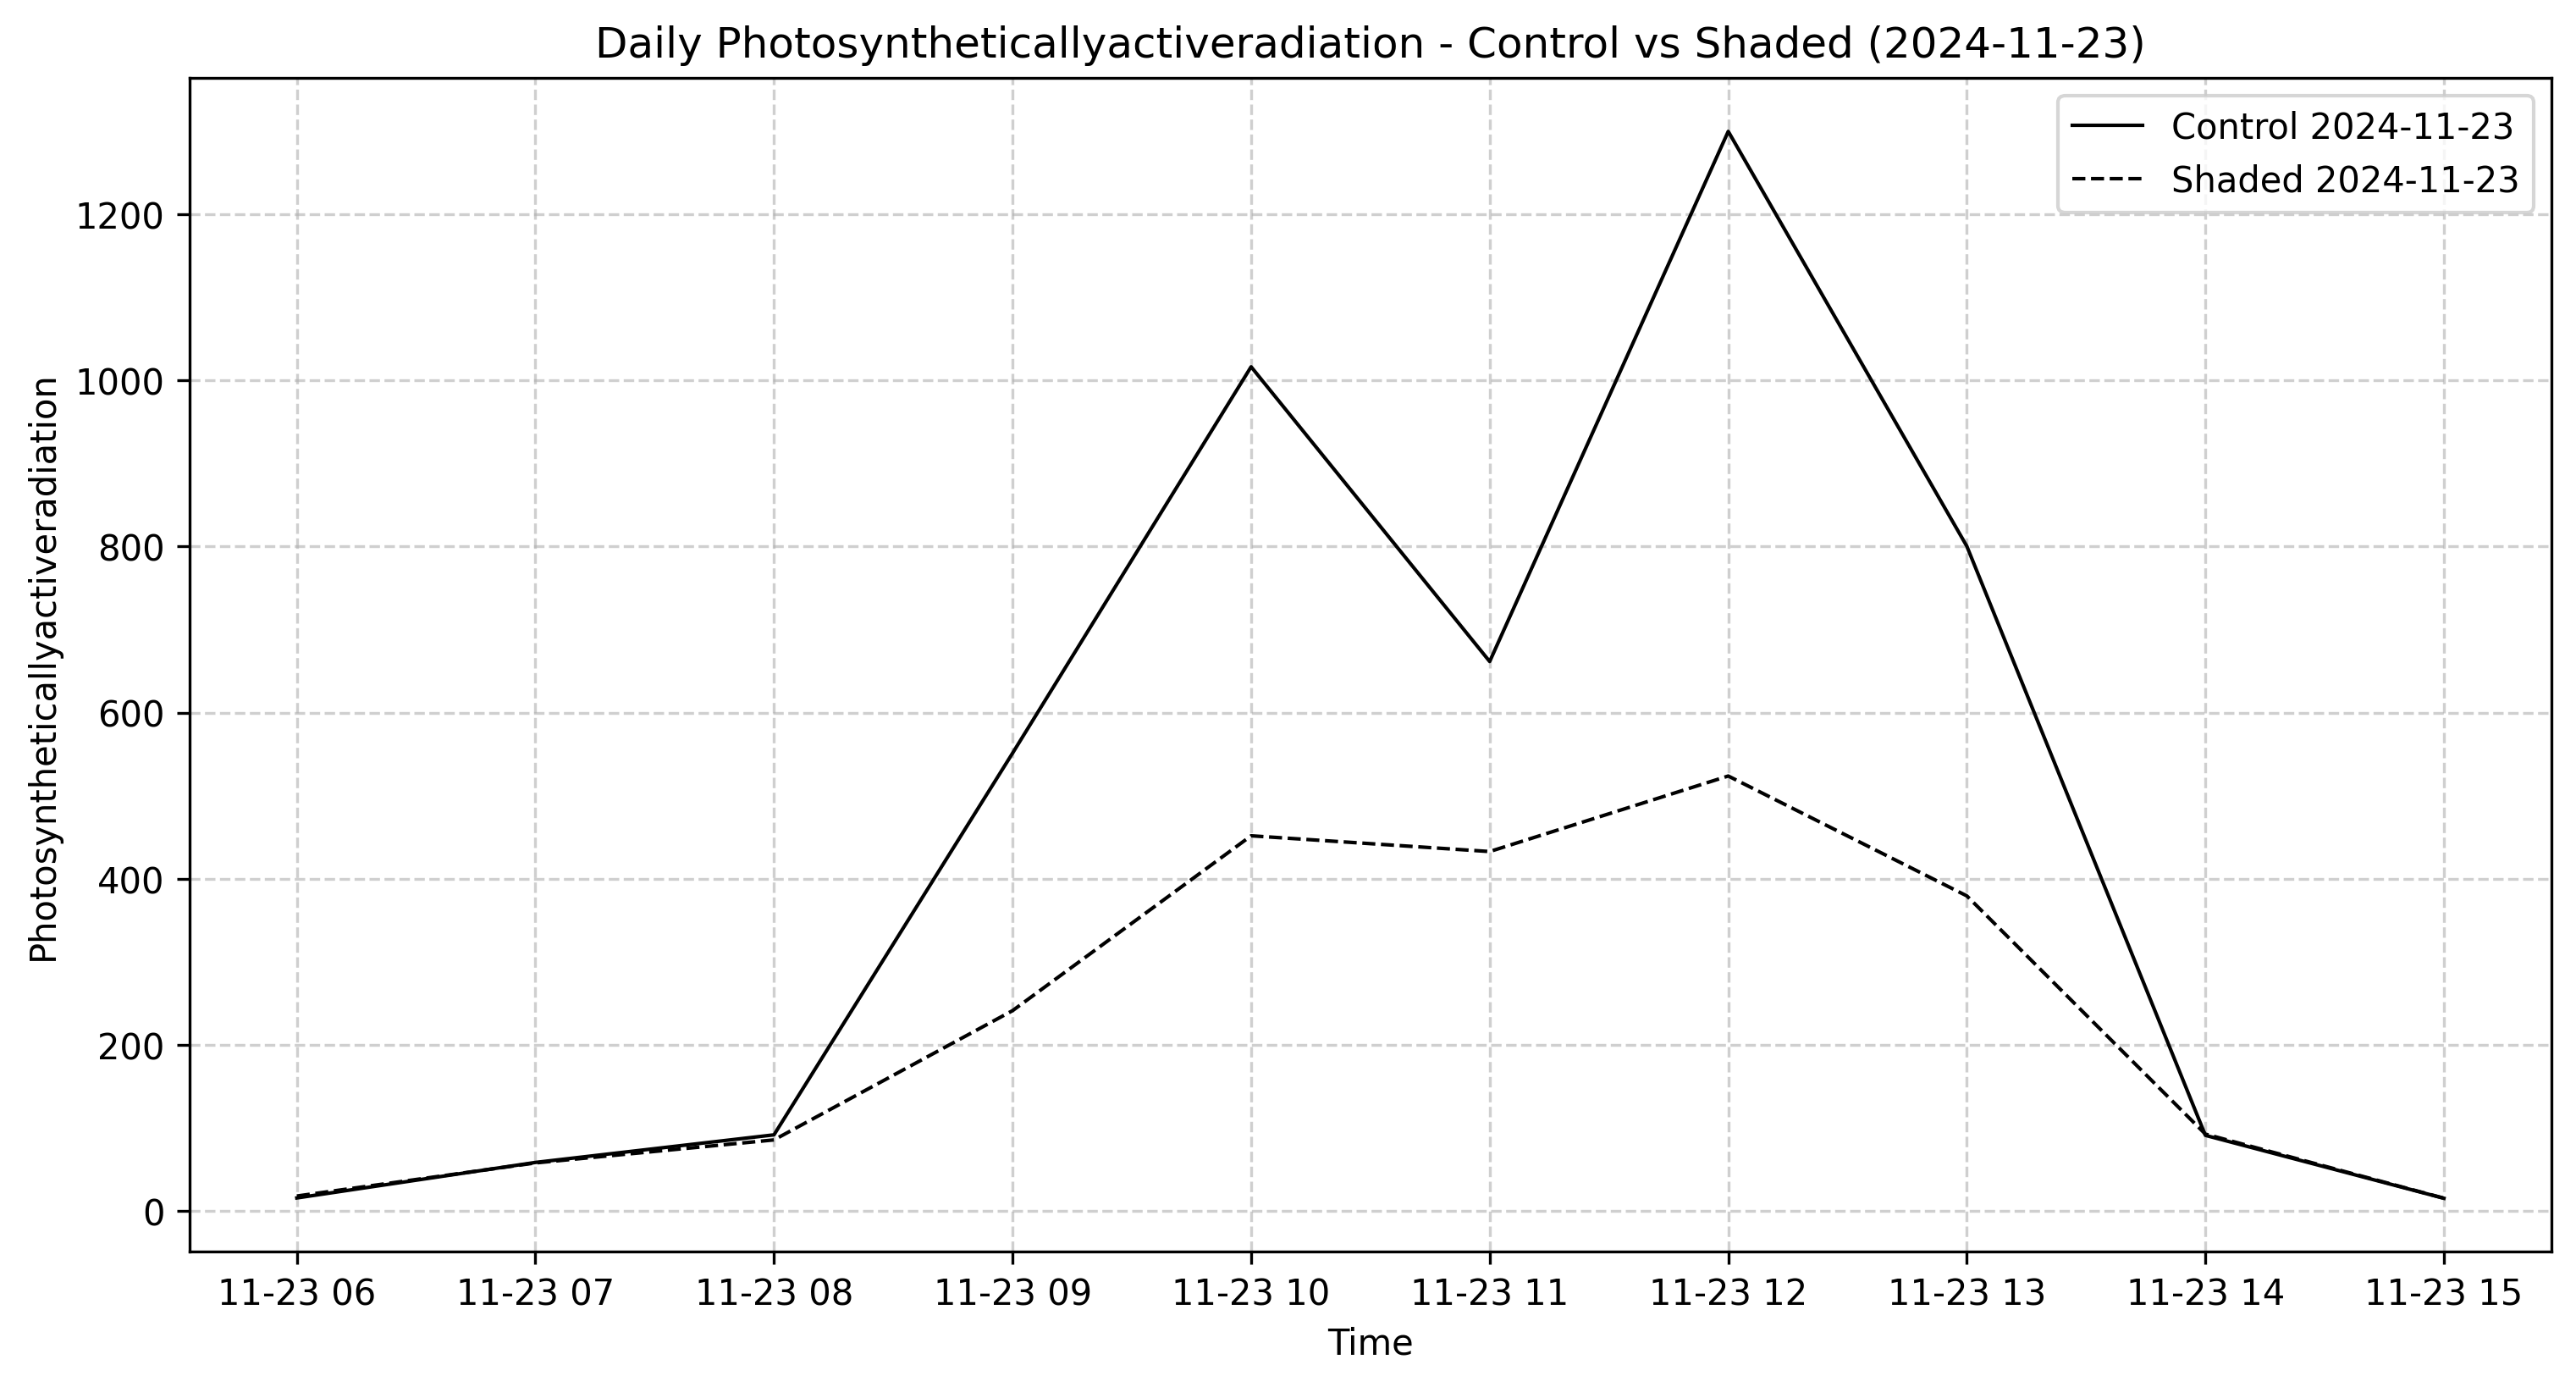 Daily Photosyntheticallyactiveradiation - Control vs Shaded (2024-11-23)
Control 2024-11-23
Shaded 2024-11-23
Photosyntheticallyactiveradiation
1200
1000
800
600
400
200
0
11-23 06 11-23 07 11-23 08 11-23 09 11-23 10 11-23 11 11-23 12 11-23 13 11-23 14 11-23 15
Time